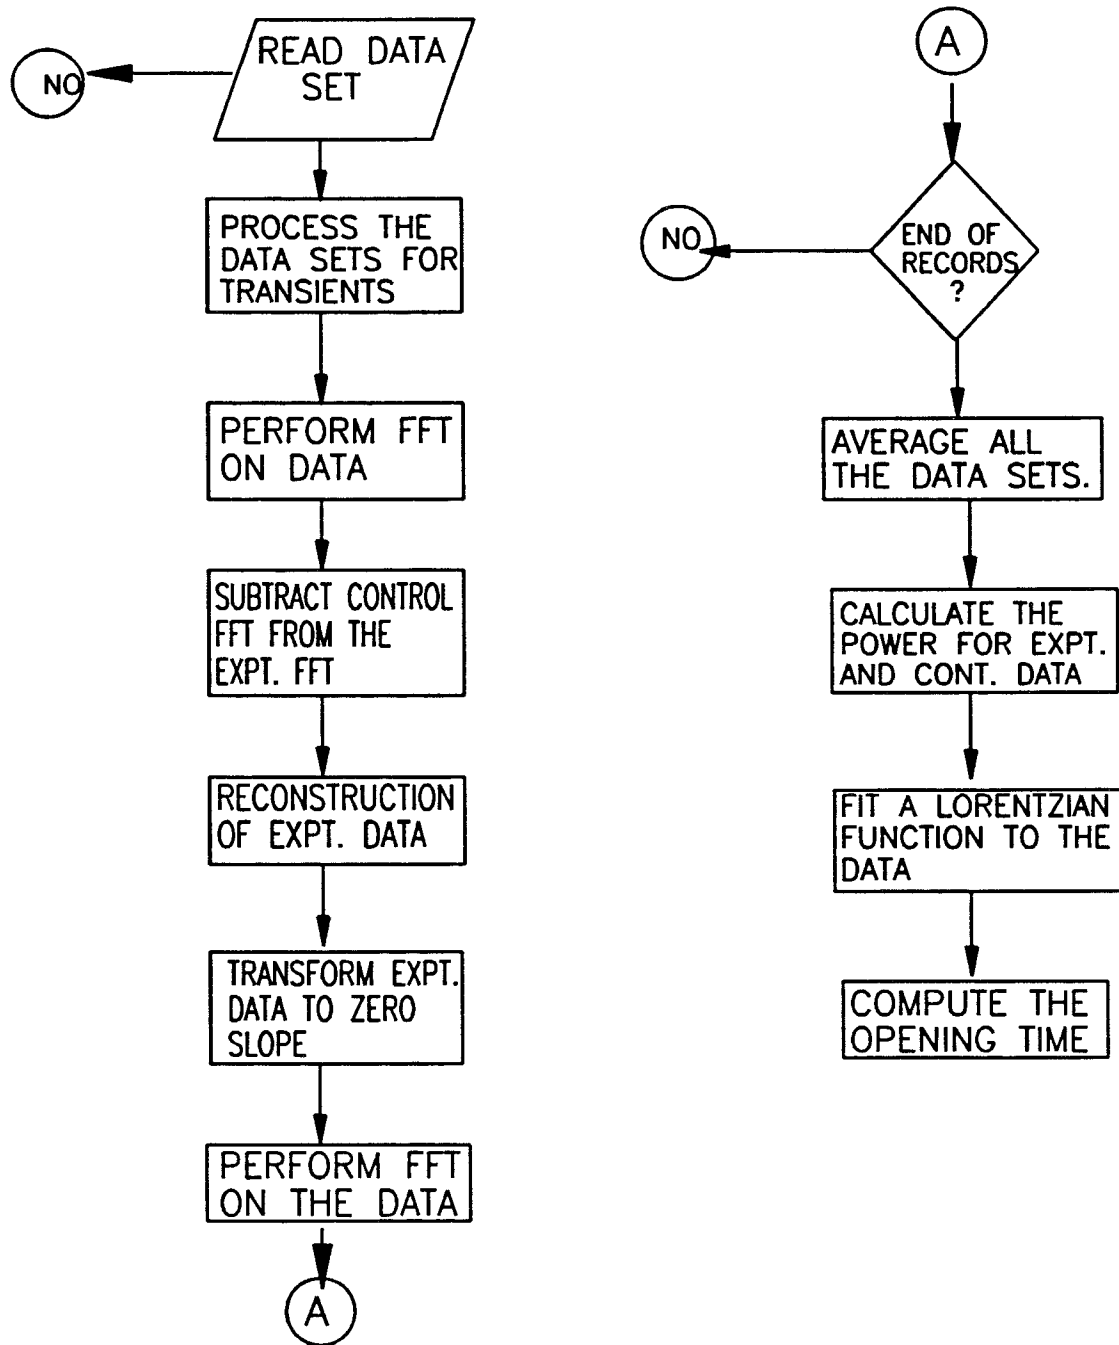 NO
READ DATA
SET
PROCESS THE
DATA SETS FOR
TRANSIENTS
PERFORM FFT
ON DATA
SUBTRACT CONTROL
FFT FROM THE
EXPT. FFT
RECONSTRUCTION
OF EXPT. DATA
TRANSFORM EXPT.
DATA TO ZERO
SLOPE
PERFORM FFT
ON THE DATA
A
A
NO
END OF
RECORDS
?
AVERAGE ALL
THE DATA SETS.
CALCULATE THE
POWER FOR EXPT.
AND CONT. DATA
FIT A LORENTZIAN
FUNCTION TO THE
DATA
COMPUTE THE
OPENING TIME